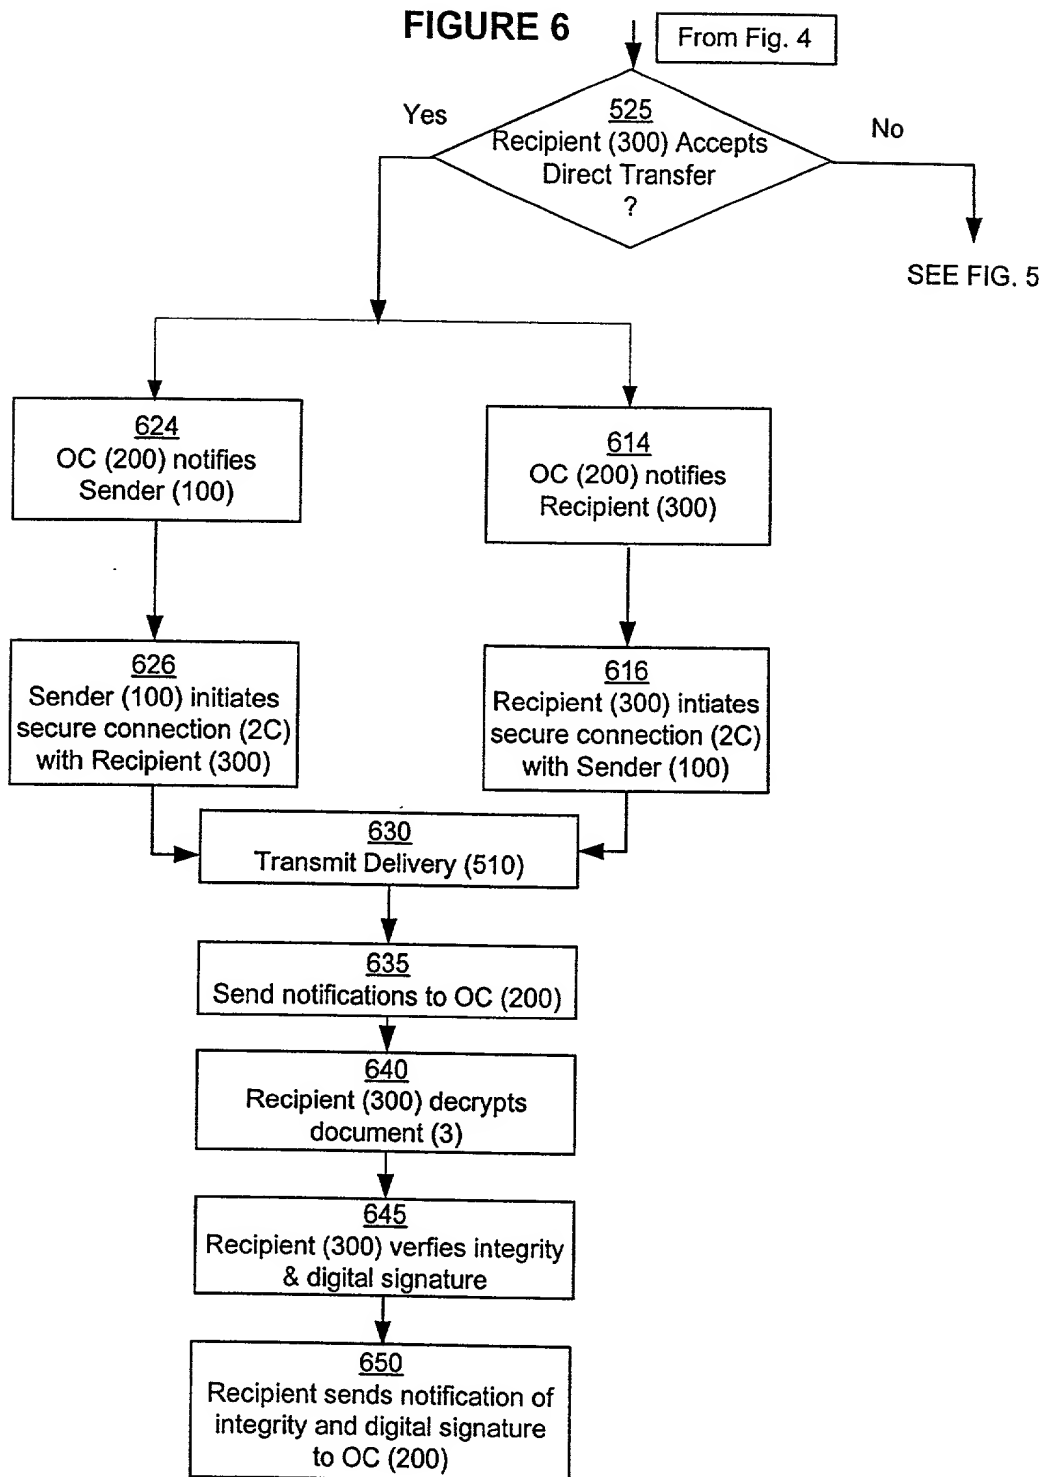 FIGURE 6
From Fig. 4
Yes
525
Recipient (300) Accepts
Direct Transfer
?
No
SEE FIG. 5
624
OC (200) notifies
Sender (100)
614
OC (200) notifies
Recipient (300)
626
Sender (100) initiates
secure connection (2C)
with Recipient (300)
616
Recipient (300) intiates
secure connection (2C)
with Sender (100)
630
Transmit Delivery (510)
635
Send notifications to OC (200)
640
Recipient (300) decrypts
document (3)
645
Recipient (300) verfies integrity
& digital signature
650
Recipient sends notification of
integrity and digital signature
to OC (200)